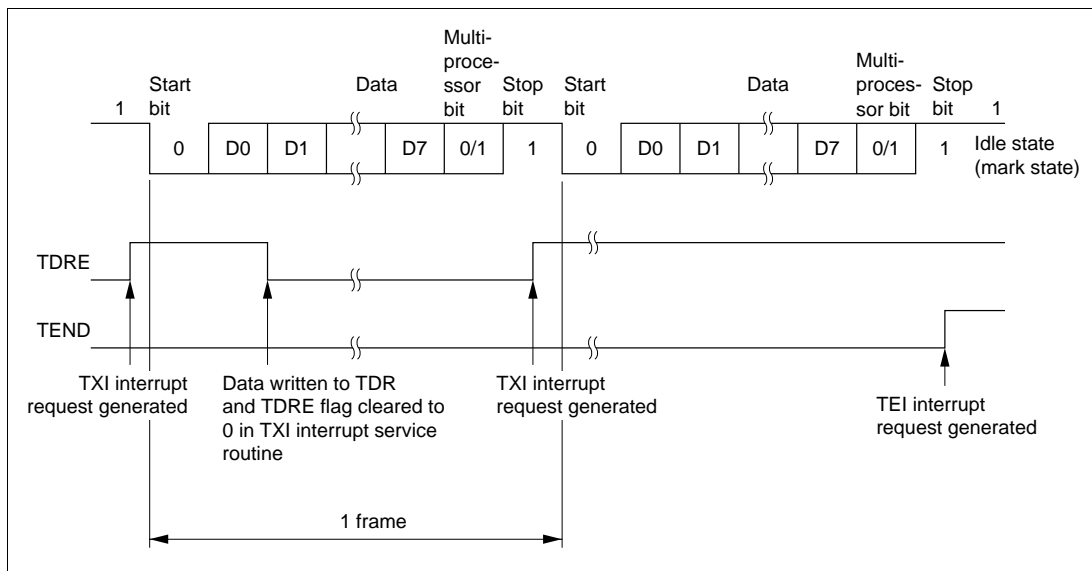 Multi-
proce-
ssor
bit
Start
bit
Data
Stop
bit
Start
bit
Data
Multi-
proces-
sor bit
Stop
bit
1
1
0
D0
D1
D7
0/1
1
0
D0
D1
D7
0/1
1
Idle state
(mark state)
TDRE
TEND
TXI interrupt
request generated
Data written to TDR
and TDRE flag cleared to
0 in TXI interrupt service
routine
TXI interrupt
request generated
TEI interrupt
request generated
1 frame